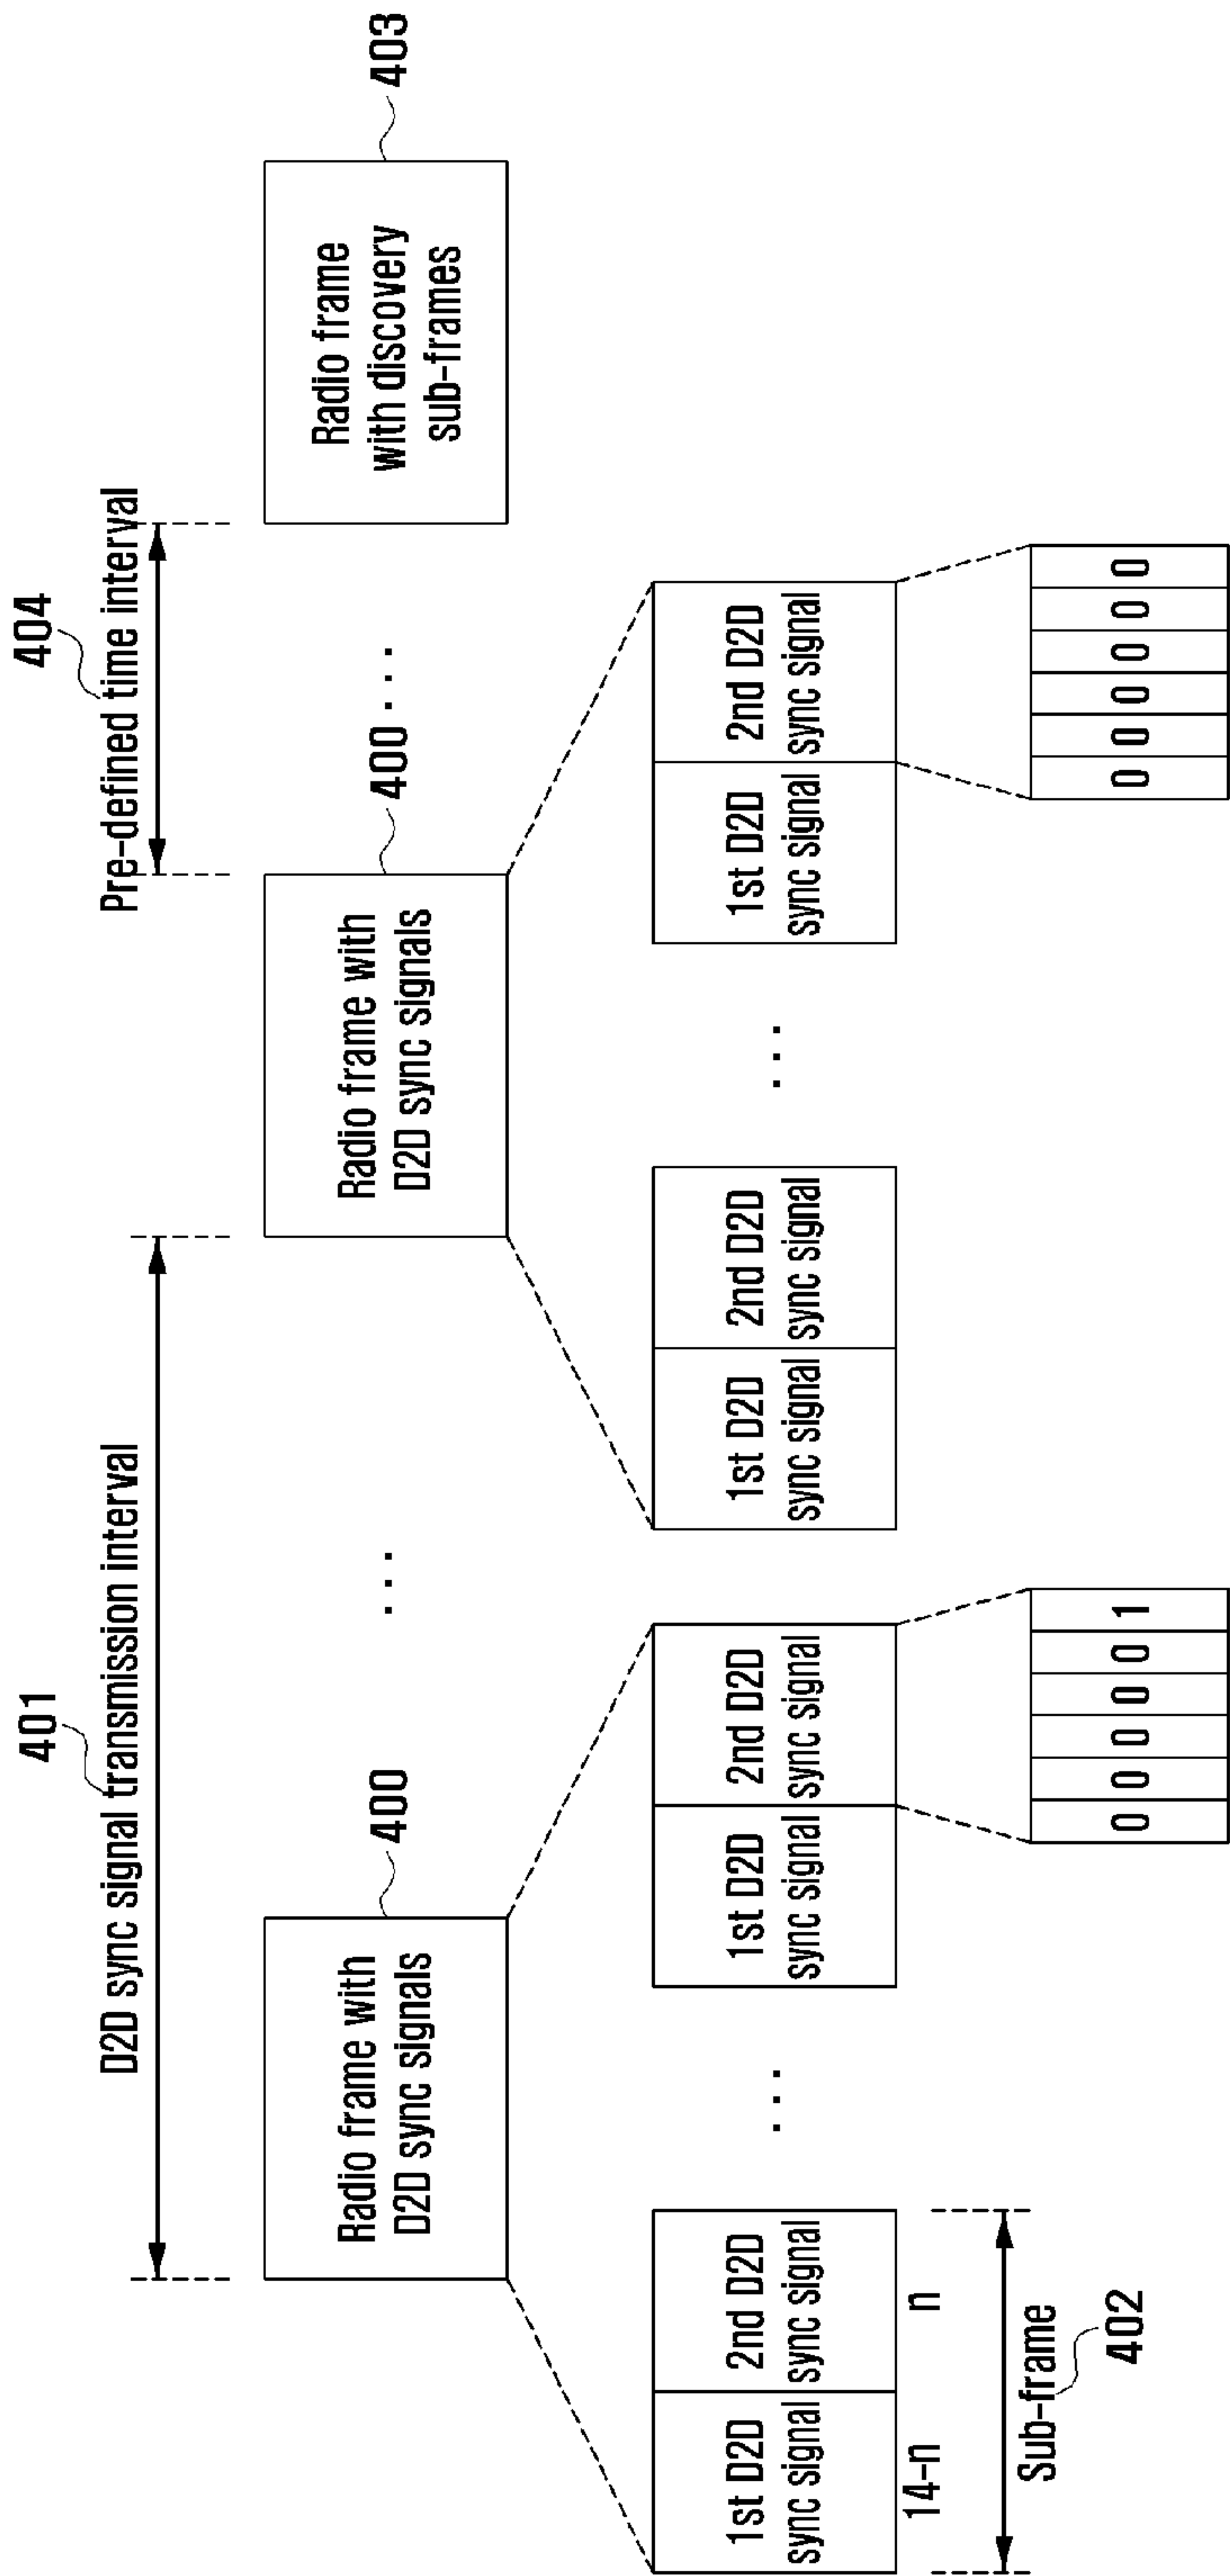 401
D2D sync signal transmission interval
404
Pre-defined time interval
Radio frame with
D2D sync signals
400
...
Radio frame with
D2D sync signals
400
...
Radio frame
with discovery
sub-frames
403
1st D2D
sync signal
2nd D2D
sync signal
...
1st D2D
sync signal
2nd D2D
sync signal
1st D2D
sync signal
2nd D2D
sync signal
...
1st D2D
sync signal
2nd D2D
sync signal
14-n
n
Sub-frame
402
0 0 0 0 0 1
0 0 0 0 0 0